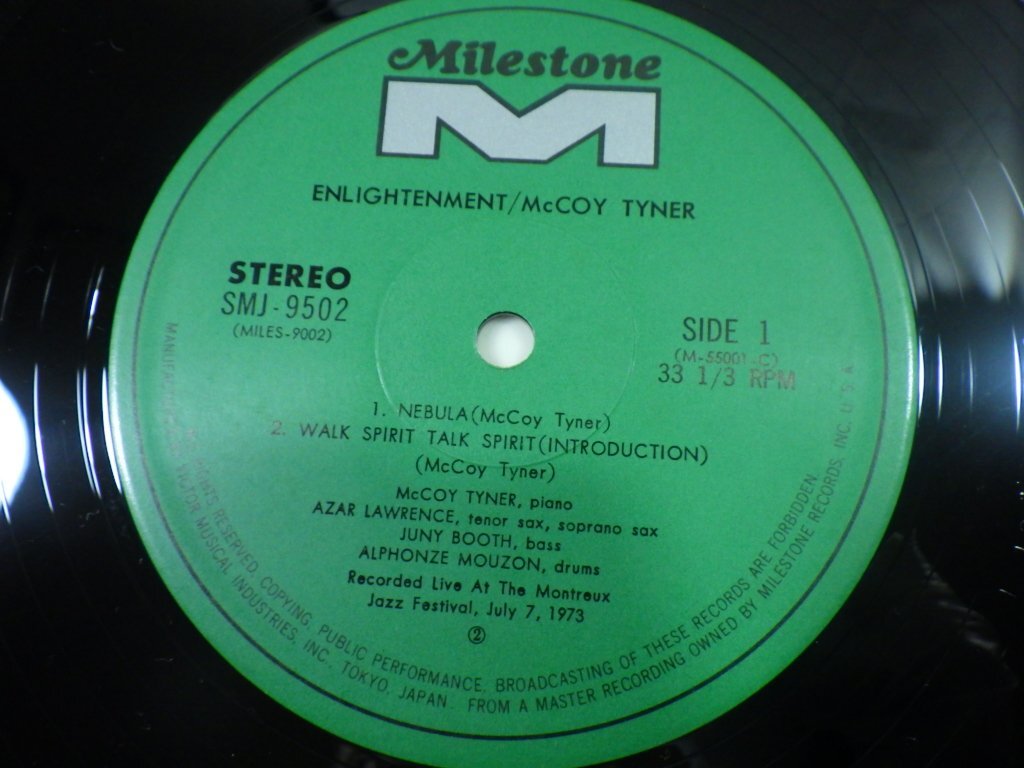 Milestone
M
ENLIGHTENMENT/McCOY TYNER
STEREO
SMJ-9502
(MILES-9002)
SIDE 1
(M-55001-C)
33 1/3 RPM
1. NEBULA(McCoy Tyner)
2. WALK SPIRIT TALK SPIRIT(INTRODUCTION)
(McCoy Tyner)
McCOY TYNER, piano
AZAR LAWRENCE, tenor sax, soprano sax
JUNY BOOTH, bass
ALPHONZE MOUZON, drums
Recorded Live At The Montreux
Jazz Festival, July 7, 1973
②
RESERVED. COPYING, PUBLIC PERFORMANCE, BROADCASTING OF THESE RECORDS ARE FORBIDDEN
VICTOR MUSICAL INDUSTRIES, INC. TOKYO, JAPAN. FROM A MASTER RECORDING OWNED BY MILESTONE RECORDS, INC. U S A